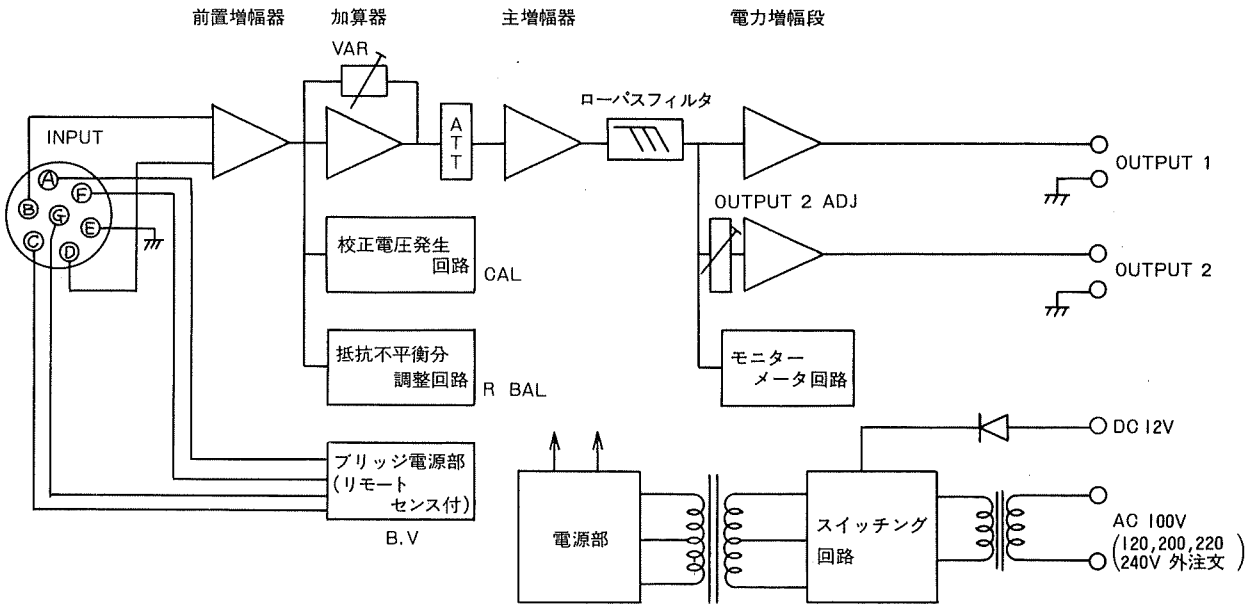 前置増幅器
加算器
主増幅器
電力増幅段
VAR
ローパスフィルタ
INPUT
ATT
A
F
B
G
E
C
D
OUTPUT 1
OUTPUT 2 ADJ
校正電圧発生
回路
CAL
OUTPUT 2
抵抗不平衡分
調整回路
R BAL
モニター
メータ回路
DC 12V
ブリッジ電源部
(リモート
センス付)
B.V
電源部
スイッチング
回路
AC 100V
(120,200,220
240V 外注文)